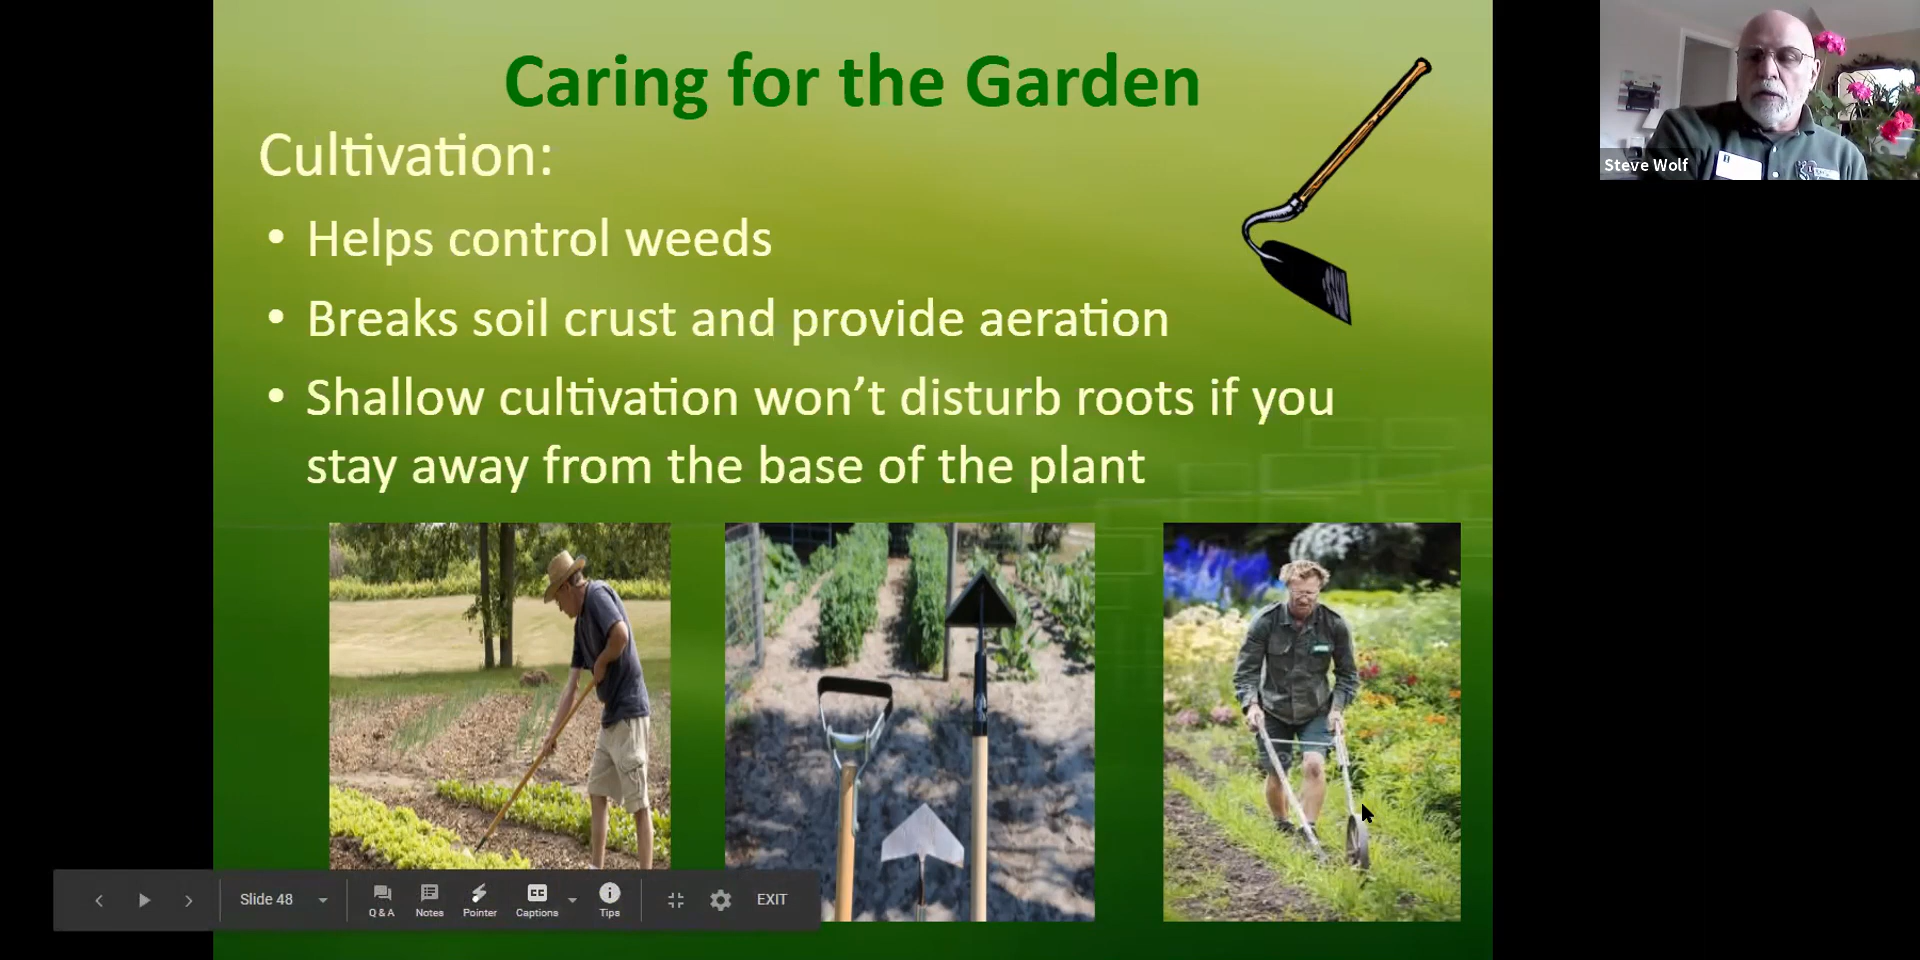 Caring for the Garden
Cultivation:
• Helps control weeds
• Breaks soil crust and provide aeration
• Shallow cultivation won’t disturb roots if you
stay away from the base of the plant
Steve Wolf
Slide 48
Q & A
Notes
Pointer
CC
Captions
Tips
EXIT